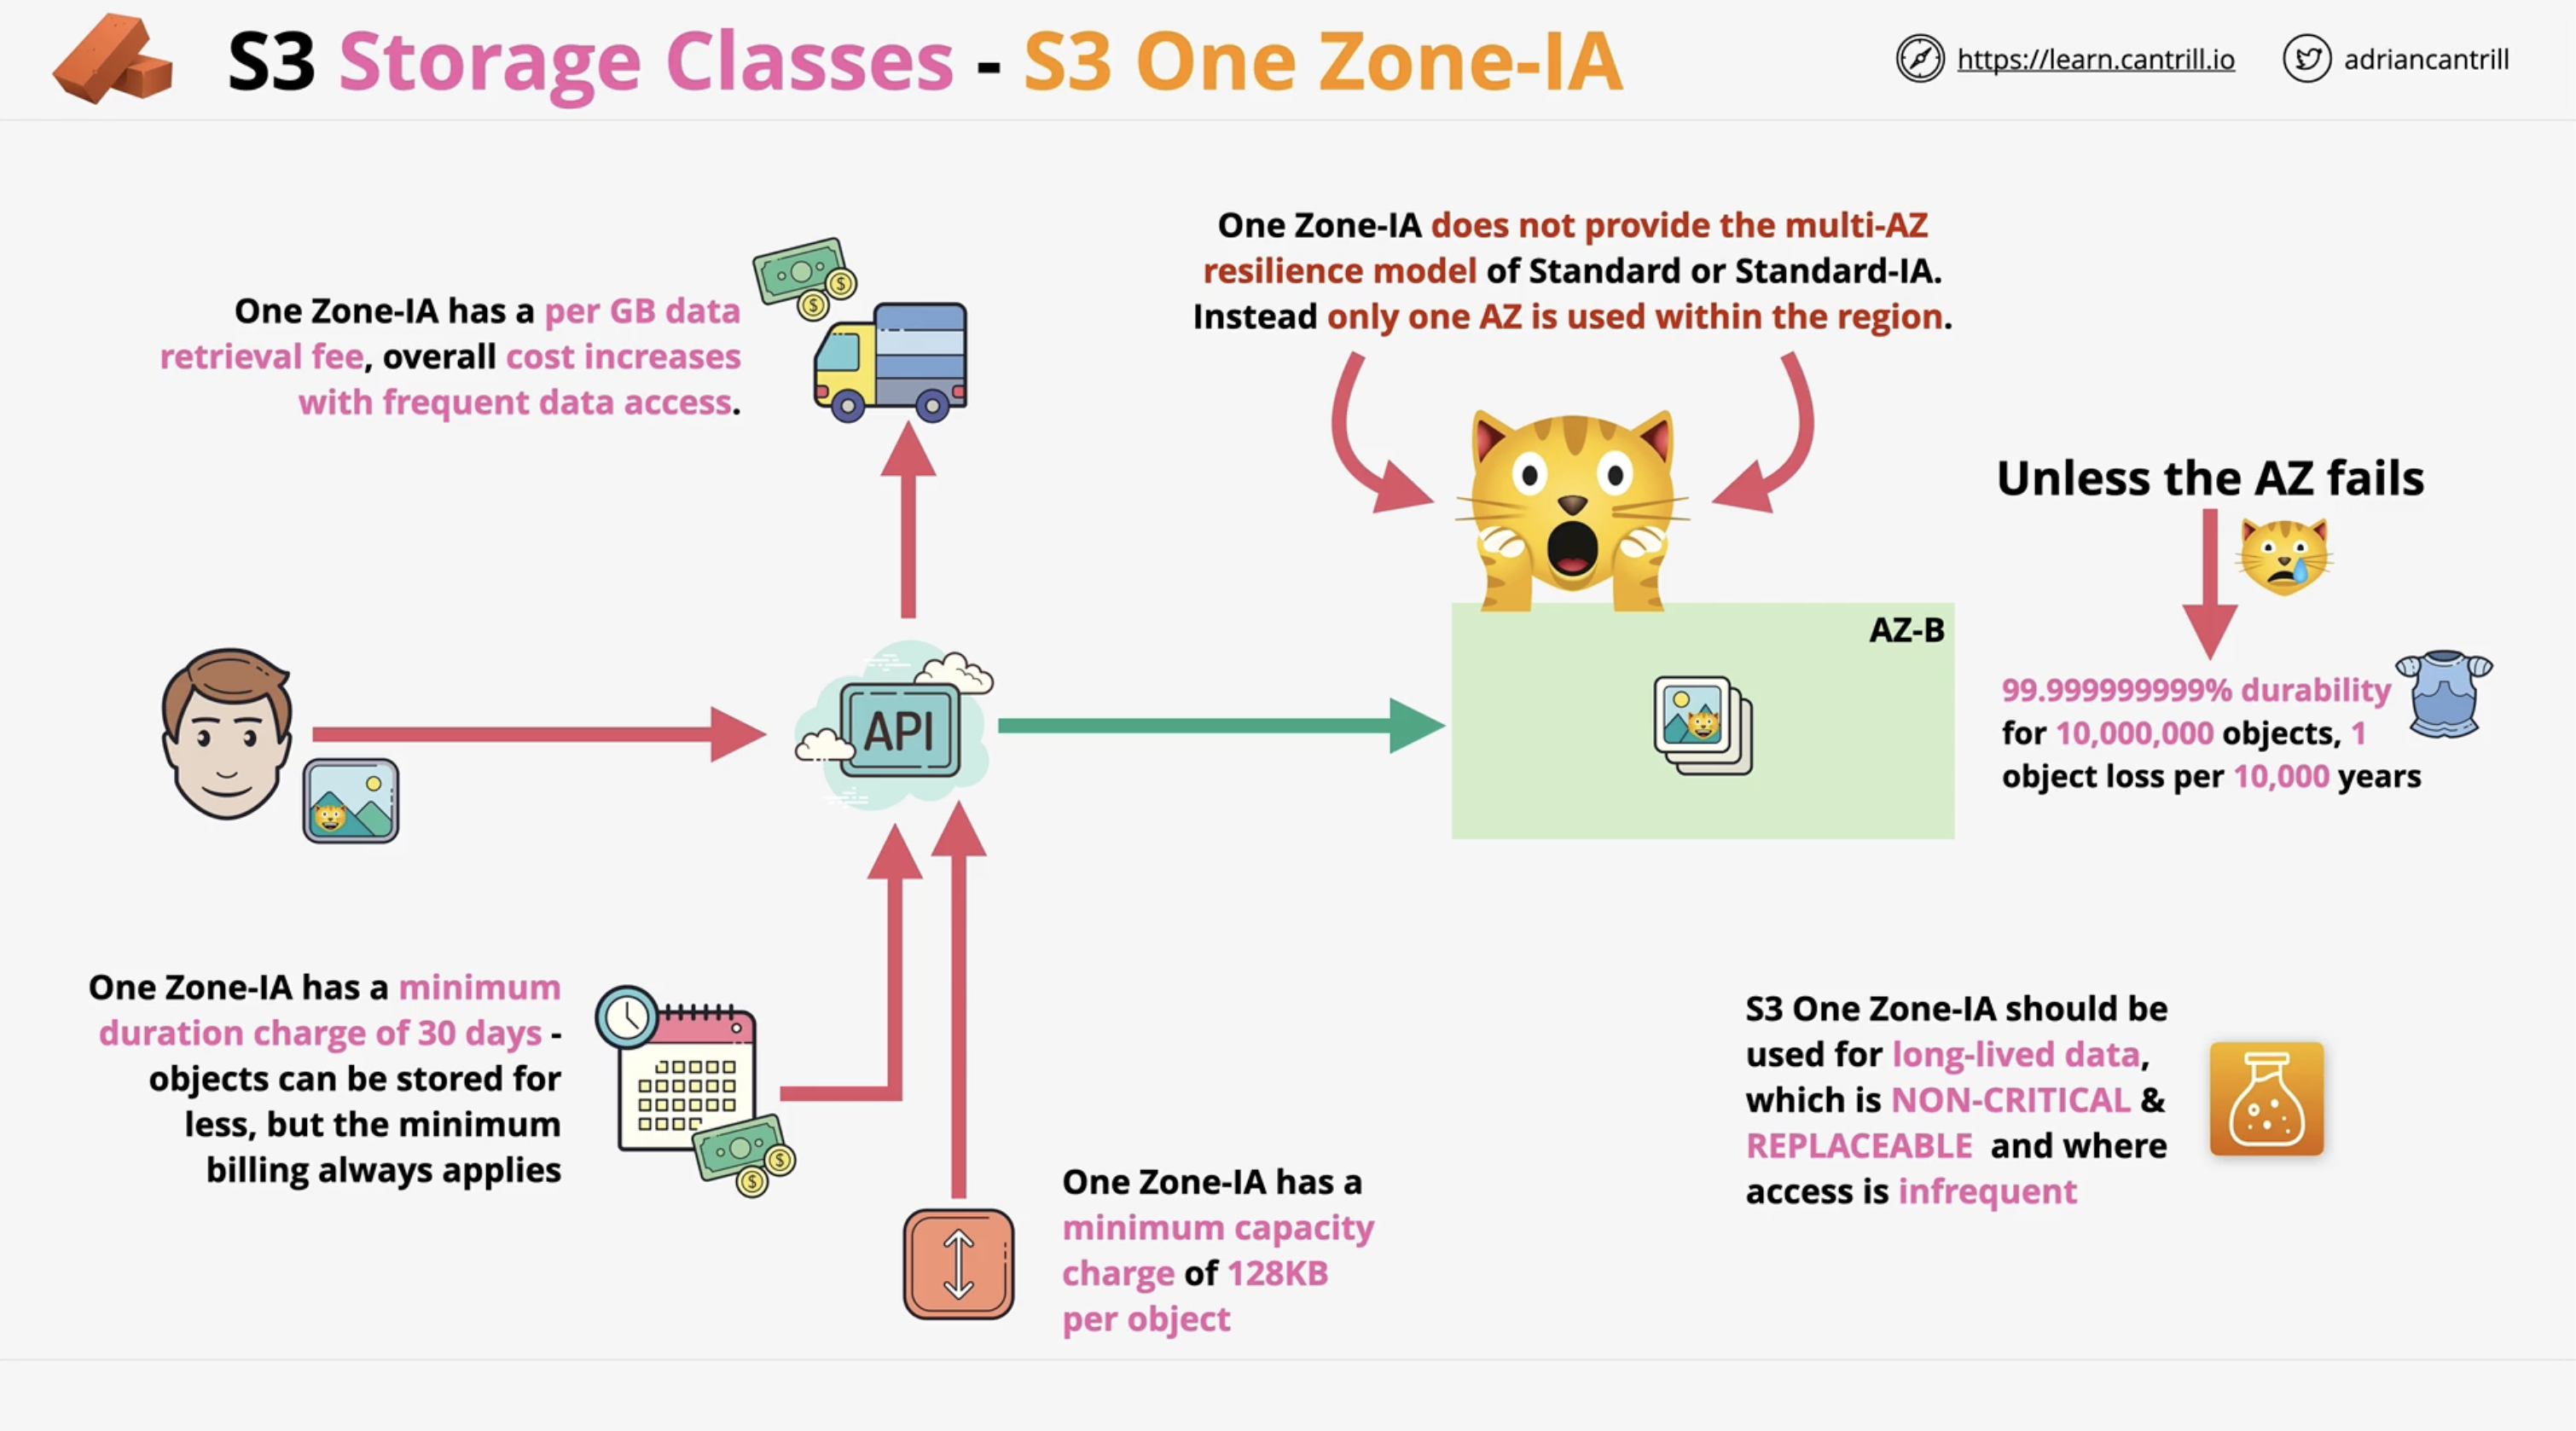 S3 Storage Classes - S3 One Zone-IA
https://learn.cantrill.io
adriancantrill
One Zone-IA has a per GB data
retrieval fee, overall cost increases
with frequent data access.
One Zone-IA does not provide the multi-AZ
resilience model of Standard or Standard-IA.
Instead only one AZ is used within the region.
Unless the AZ fails
API
AZ-B
99.999999999% durability
for 10,000,000 objects, 1
object loss per 10,000 years
One Zone-IA has a minimum
duration charge of 30 days -
objects can be stored for
less, but the minimum
billing always applies
One Zone-IA has a
minimum capacity
charge of 128KB
per object
S3 One Zone-IA should be
used for long-lived data,
which is NON-CRITICAL &
REPLACEABLE and where
access is infrequent